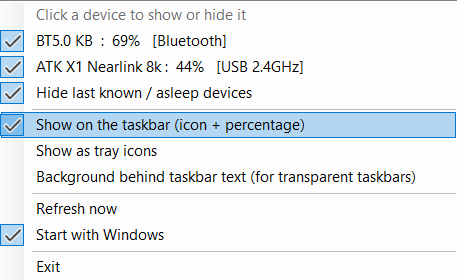 Click a device to show or hide it
BT5.0 KB : 69% [Bluetooth]
ATK X1 Nearlink 8k : 44% [USB 2.4GHz]
Hide last known / asleep devices
Show on the taskbar (icon + percentage)
Show as tray icons
Background behind taskbar text (for transparent taskbars)
Refresh now
Start with Windows
Exit